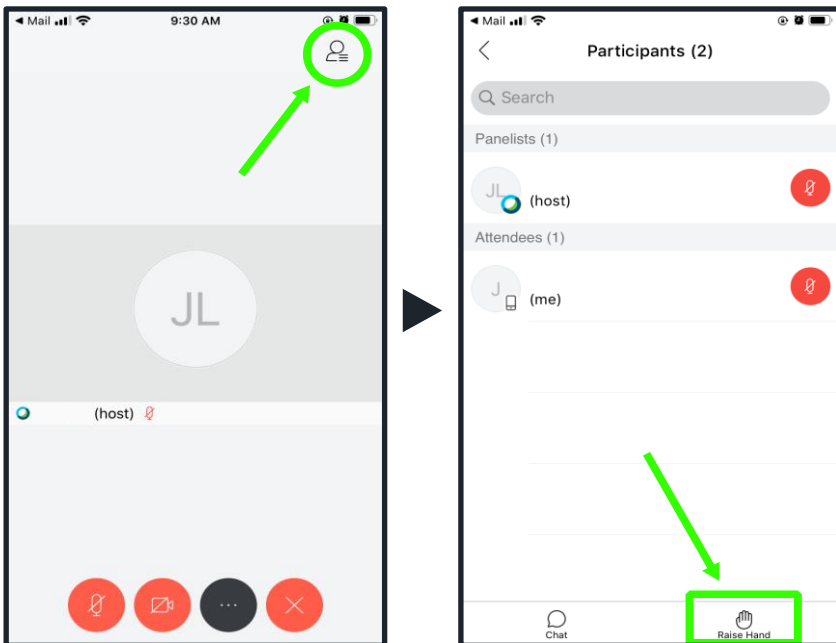 Mail
9:30 AM
JL
(host)
Mail
Participants (2)
Search
Panelists (1)
JL
(host)
Attendees (1)
J
(me)
Chat
Raise Hand